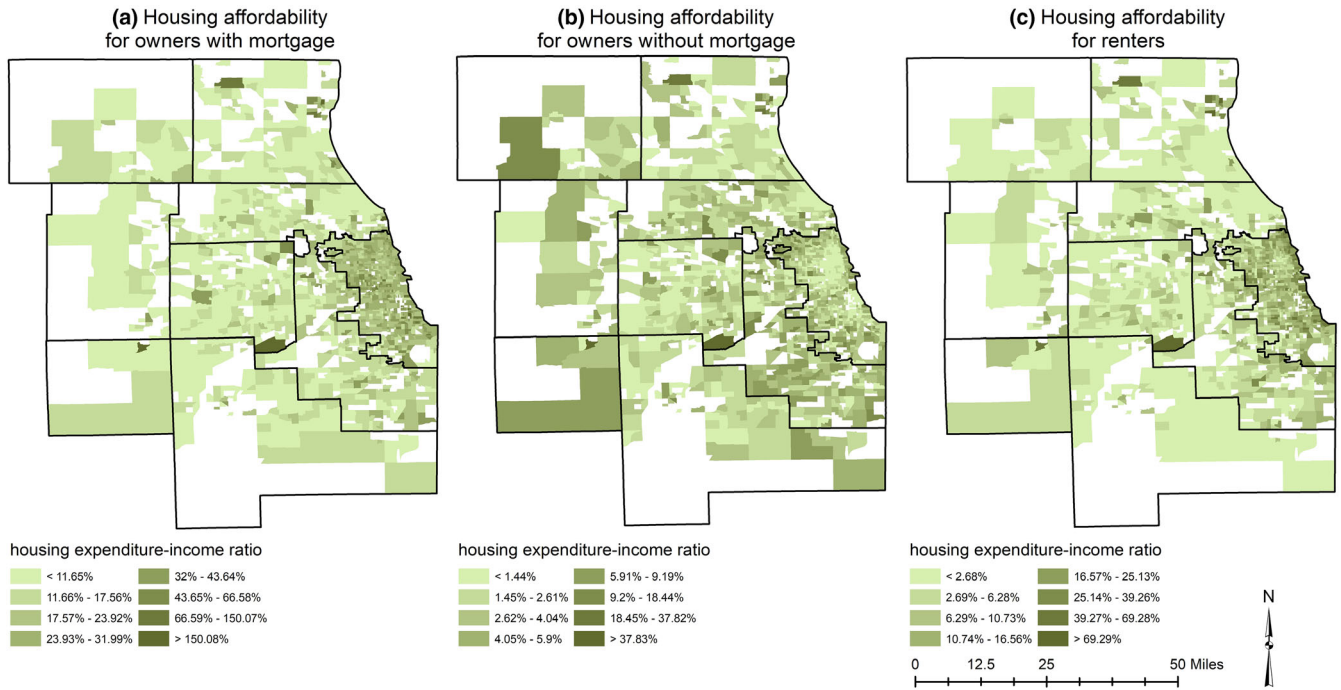 (a) Housing affordability
for owners with mortgage
(b) Housing affordability
for owners without mortgage
(c) Housing affordability
for renters
housing expenditure-income ratio
< 11.65%
11.66% - 17.56%
17.57% - 23.92%
23.93% - 31.99%
32% - 43.64%
43.65% - 66.58%
66.59% - 150.07%
> 150.08%
housing expenditure-income ratio
< 1.44%
1.45% - 2.61%
2.62% - 4.04%
4.05% - 5.9%
5.91% - 9.19%
9.2% - 18.44%
18.45% - 37.82%
> 37.83%
housing expenditure-income ratio
< 2.68%
2.69% - 6.28%
6.29% - 10.73%
10.74% - 16.56%
16.57% - 25.13%
25.14% - 39.26%
39.27% - 69.28%
> 69.29%
N
0 12.5 25 50 Miles